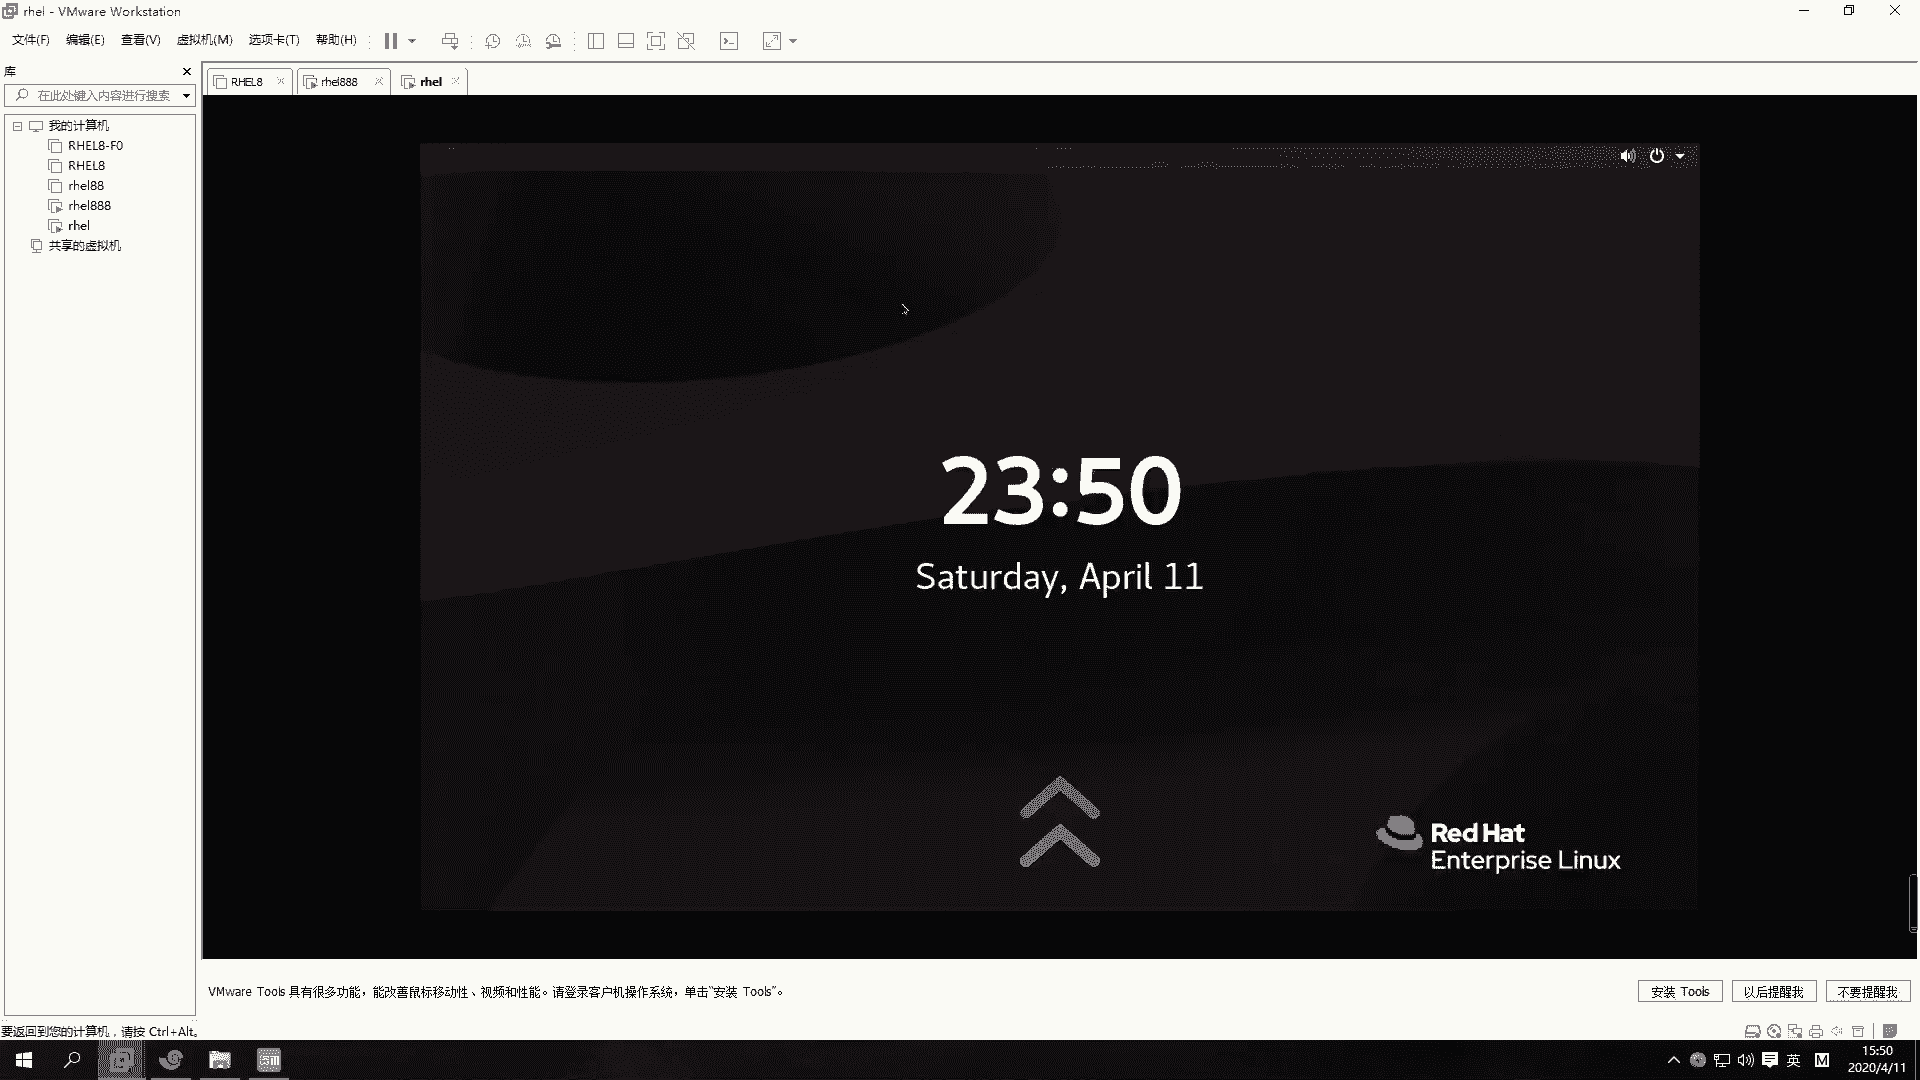 rhel - VMware Workstation
文件(F) 编辑(E) 查看(V) 虚拟机(M) 选项卡(T) 帮助(H)
库
在此处键入内容进行搜索
我的计算机
RHEL8-F0
RHEL8
rhel88
rhel888
rhel
共享的虚拟机
RHEL8 rhel888 rhel
23:50
Saturday, April 11
Red Hat
Enterprise Linux
VMware Tools 具有很多功能，能改善鼠标移动性、视频和性能。请登录客户机操作系统，单击“安装 Tools”。
安装 Tools 以后提醒我 不要提醒我
要返回到您的计算机，请按 Ctrl+Alt。
英 M
15:50
2020/4/11